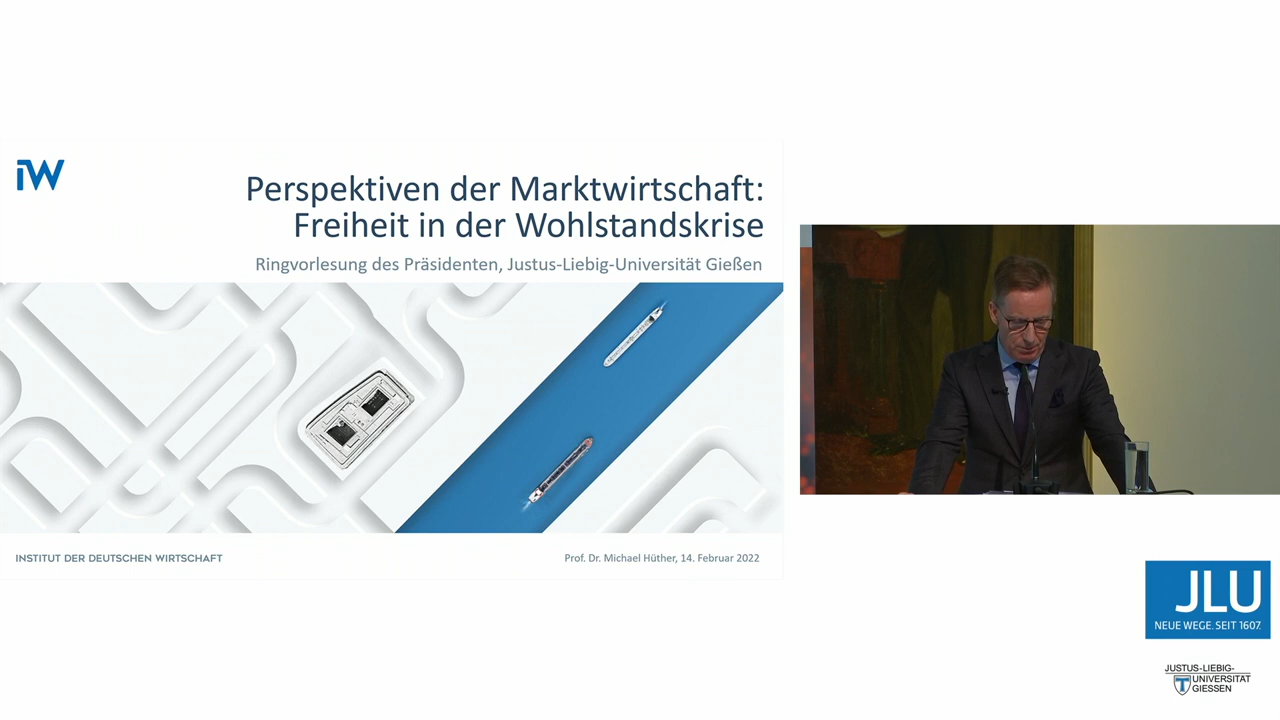 iW
Perspektiven der Marktwirtschaft:
Freiheit in der Wohlstandskrise
Ringvorlesung des Präsidenten, Justus-Liebig-Universität Gießen
INSTITUT DER DEUTSCHEN WIRTSCHAFT
Prof. Dr. Michael Hüther, 14. Februar 2022
JLU
NEUE WEGE. SEIT 1607.
JUSTUS-LIEBIG-
UNIVERSITÄT
GIESSEN